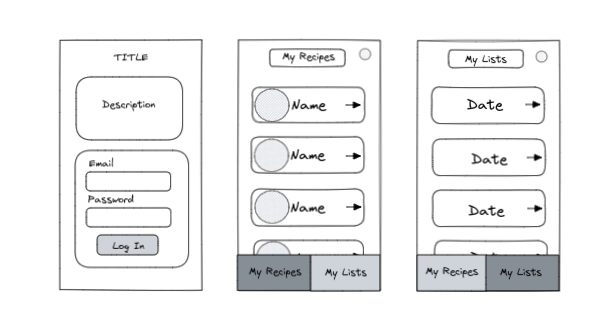 TITLE
Description
Email
Password
Log In
My Recipes
Name
Name
Name
My Recipes
My Lists
My Lists
Date
Date
Date
My Recipes
My Lists